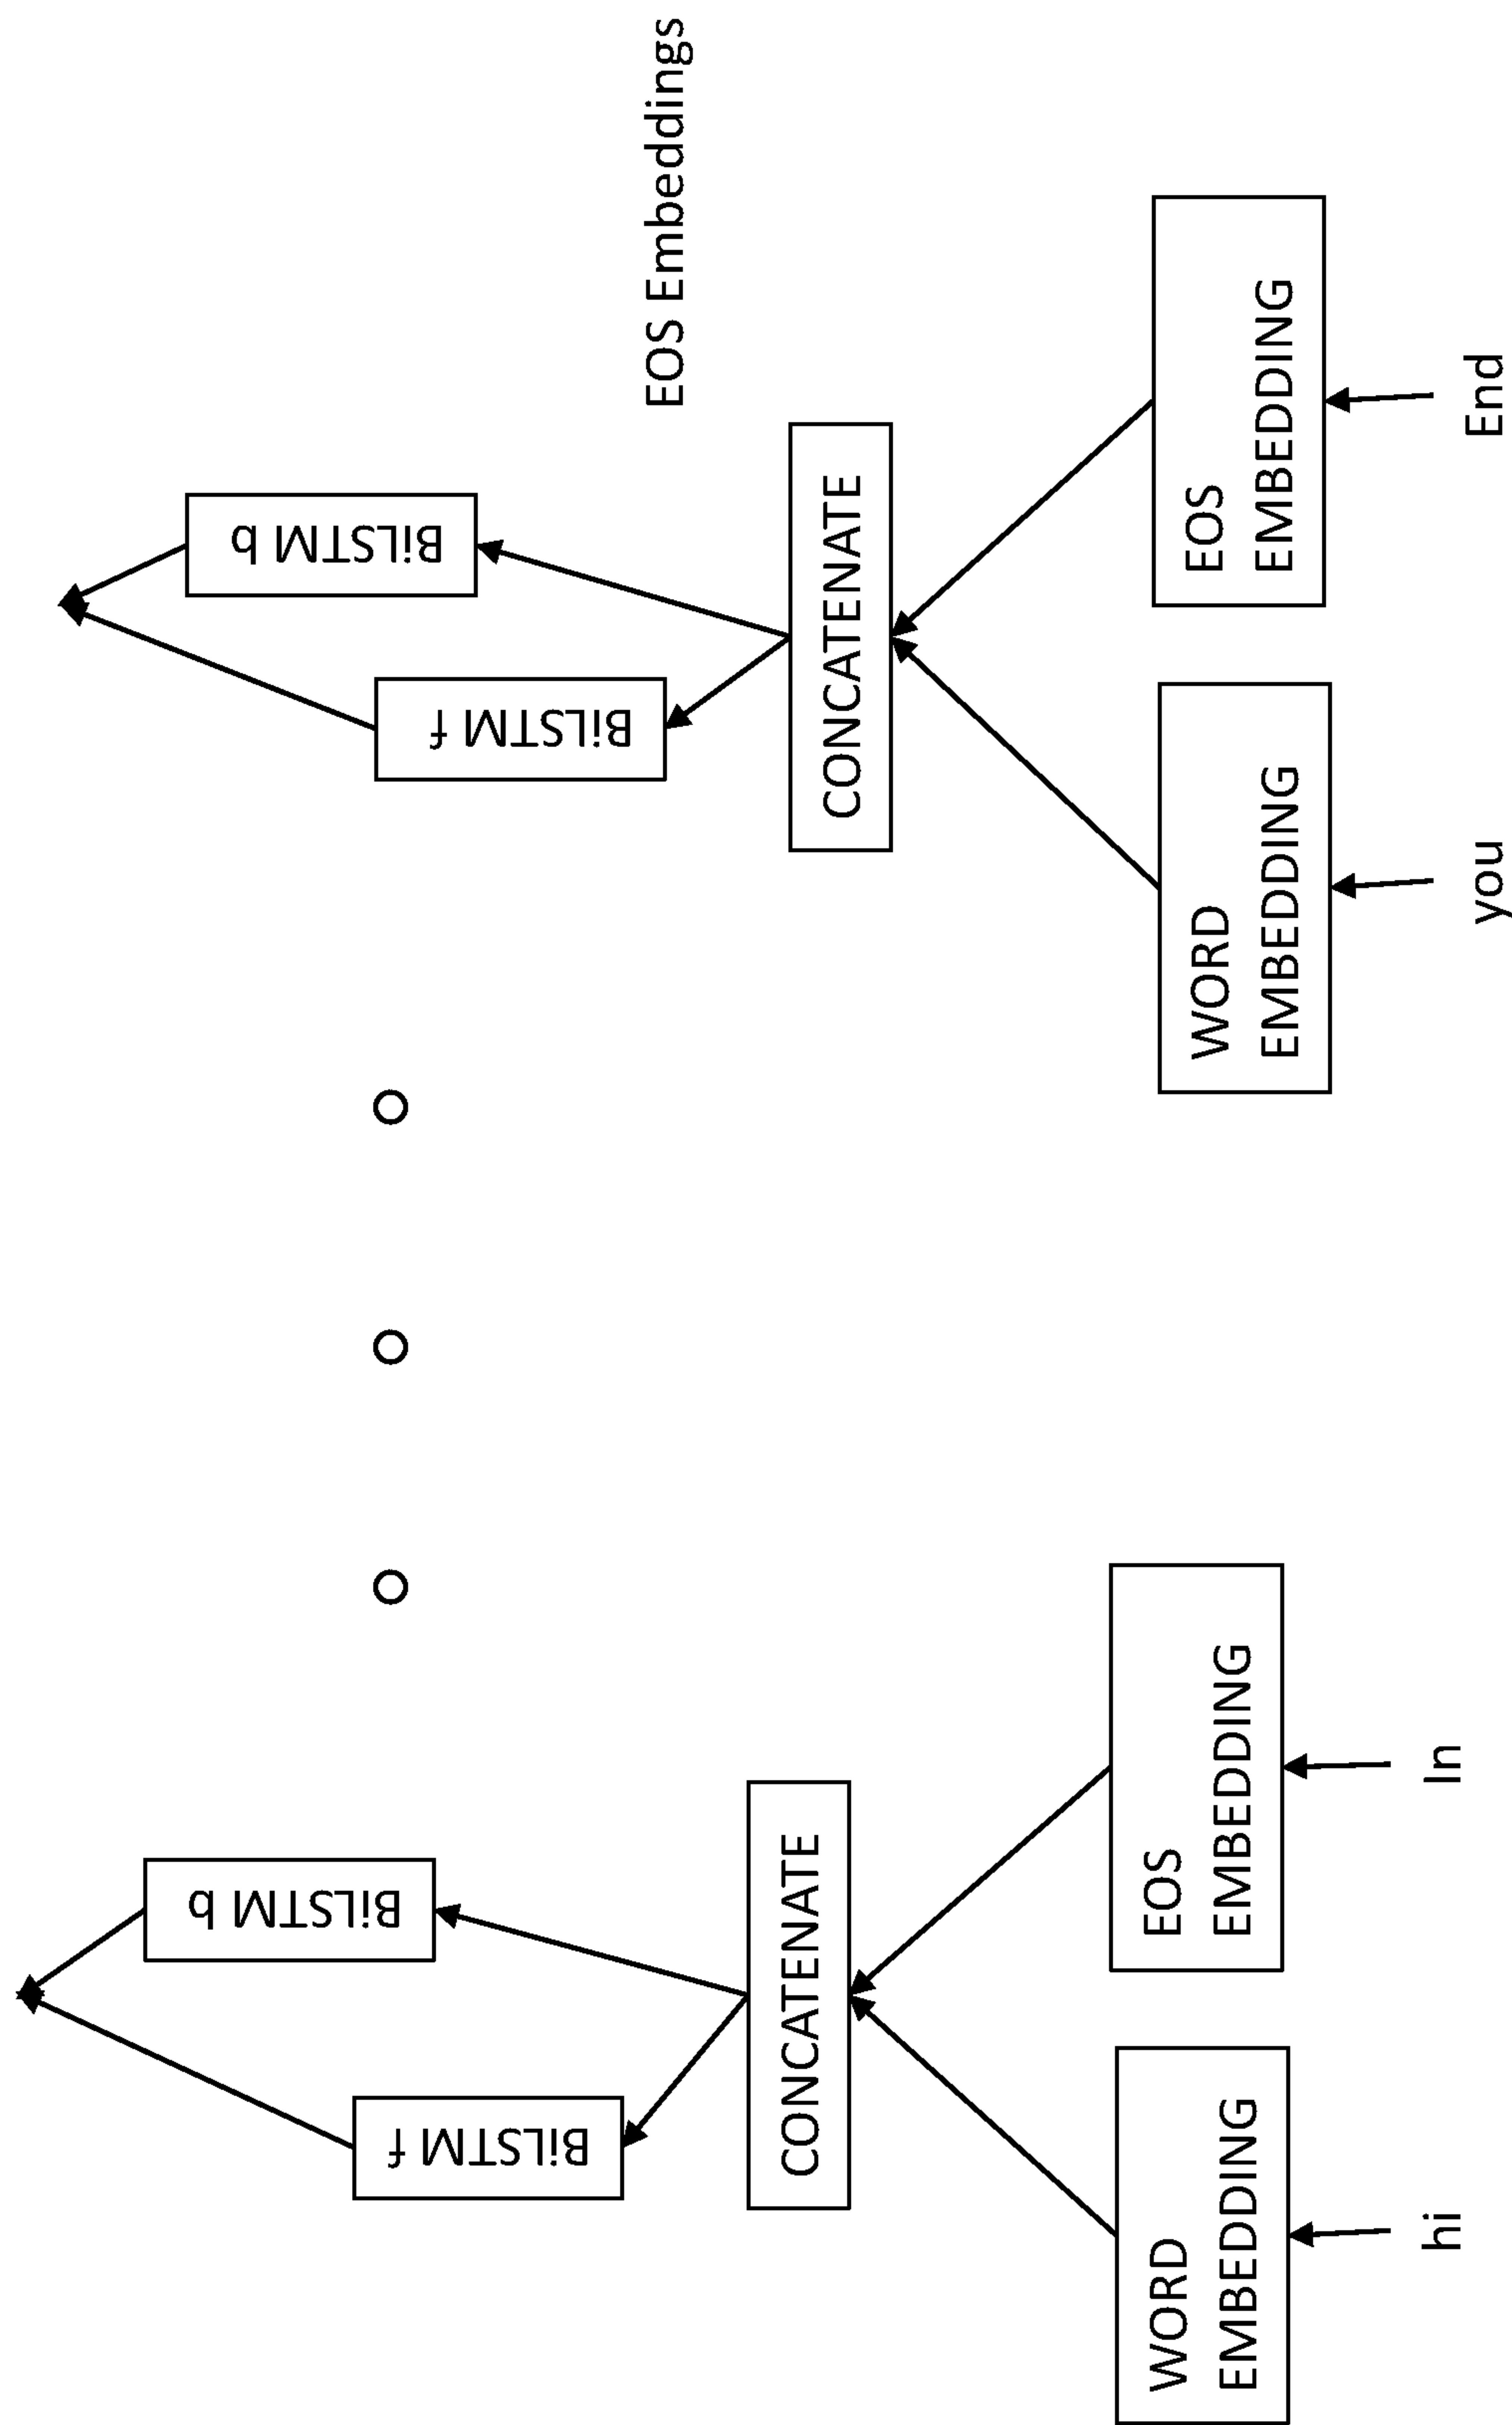 BiLSTM b
BiLSTM b
BiLSTM f
BiLSTM f
EOS Embeddings
CONCATENATE
CONCATENATE
WORD
EMBEDDING
EOS
EMBEDDING
WORD
EMBEDDING
EOS
EMBEDDING
hi
In
you
End